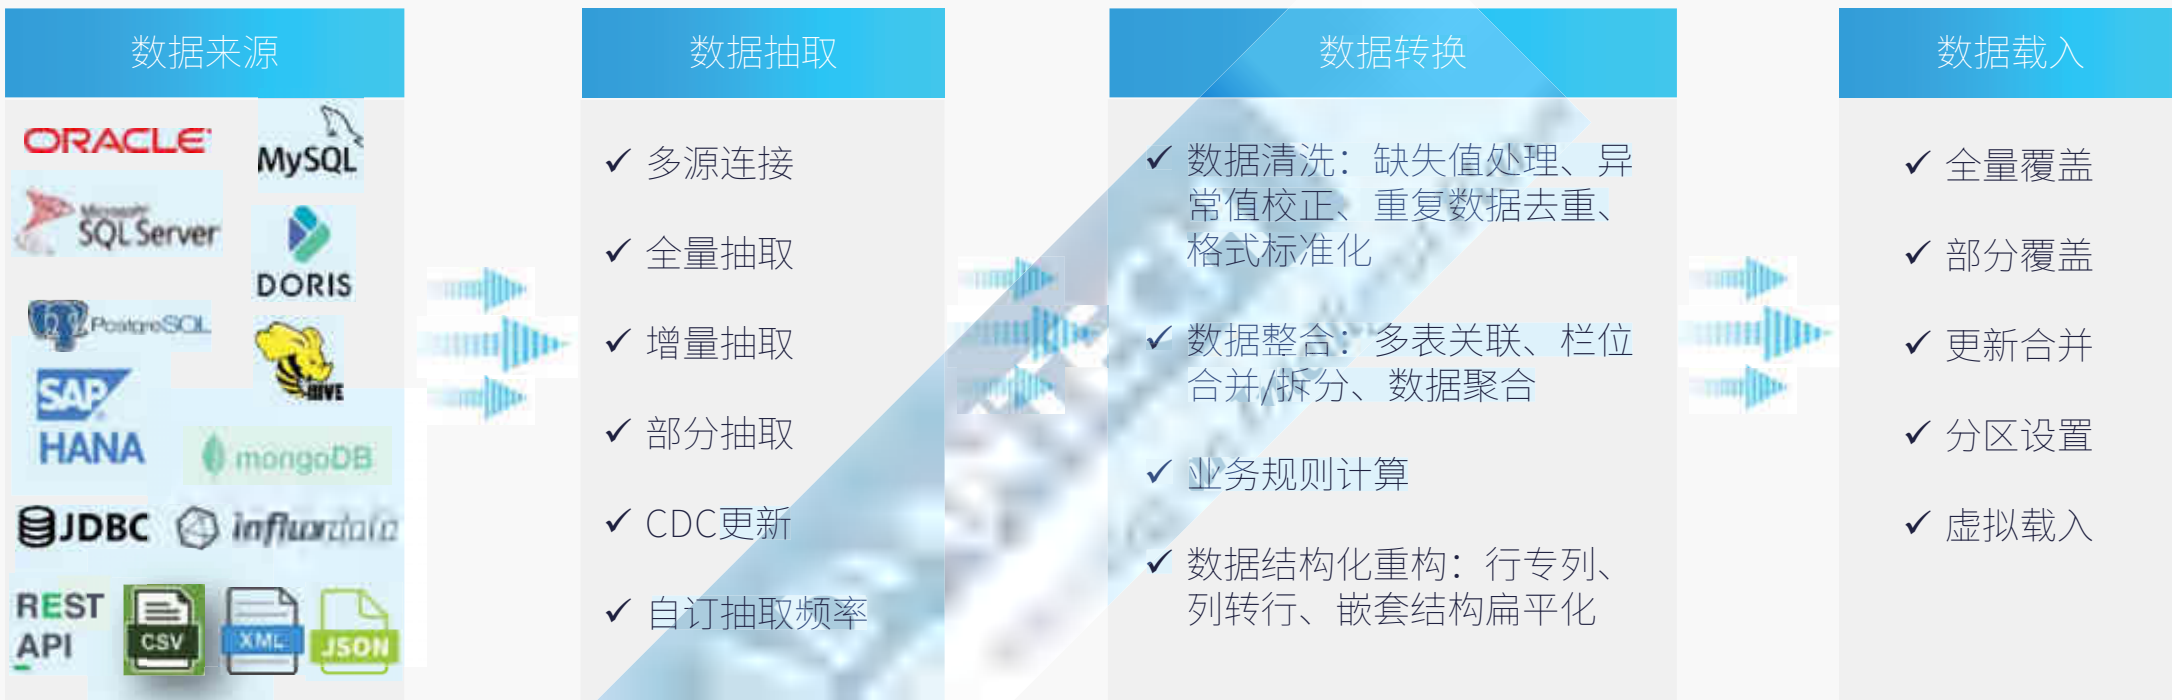 数据来源
ORACLE
MySQL
Microsoft
SQL Server
DORIS
PostgreSQL
HIVE
SAP
HANA
mongoDB
JDBC
influxdata
REST
API
CSV
XML
JSON
数据抽取
✓ 多源连接
✓ 全量抽取
✓ 增量抽取
✓ 部分抽取
✓ CDC更新
✓ 自订抽取频率
数据转换
✓ 数据清洗：缺失值处理、异
常值校正、重复数据去重、
格式标准化
✓ 数据整合：多表关联、栏位
合并/拆分、数据聚合
✓ 业务规则计算
✓ 数据结构化重构：行专列、
列转行、嵌套结构扁平化
数据载入
✓ 全量覆盖
✓ 部分覆盖
✓ 更新合并
✓ 分区设置
✓ 虚拟载入